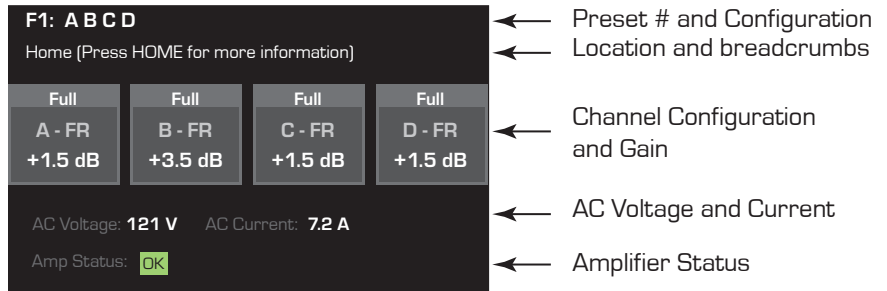 F1: A B C D
Preset # and Configuration
Home (Press HOME for more information)
Location and breadcrumbs
Full Full Full Full
A - FR B - FR C - FR D - FR
+1.5 dB +3.5 dB +1.5 dB +1.5 dB
Channel Configuration
and Gain
AC Voltage: 121 V AC Current: 7.2 A
AC Voltage and Current
Amp Status: OK
Amplifier Status